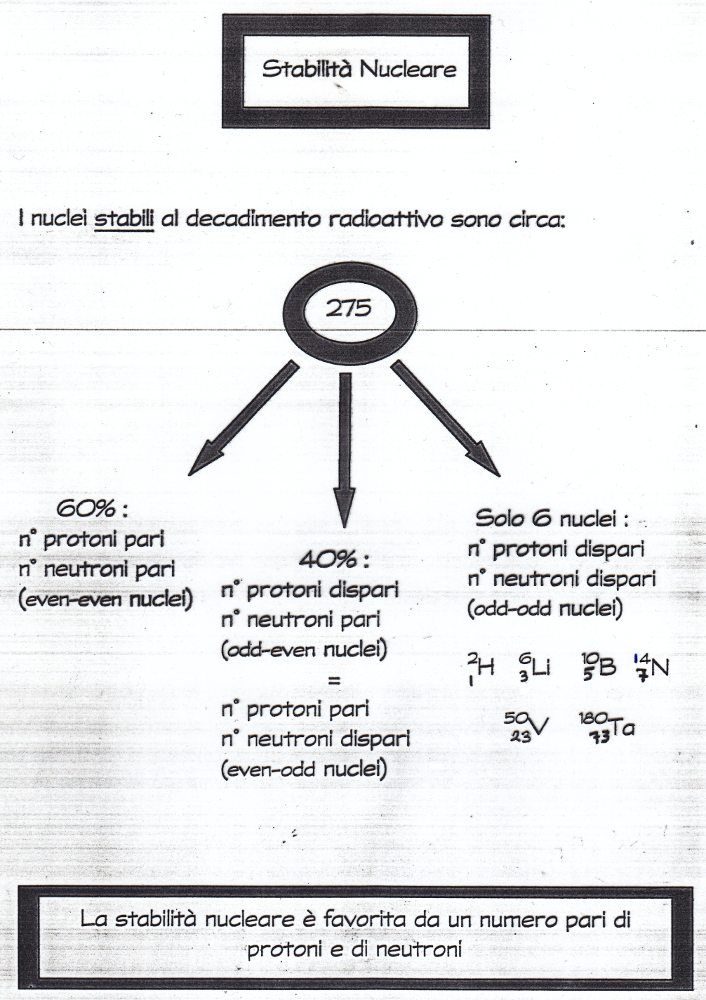 Stabilità Nucleare
I nuclei stabili al decadimento radioattivo sono circa:
275
60% :
n° protoni pari
n° neutroni pari
(even-even nuclei)
40% :
n° protoni dispari
n° neutroni pari
(odd-even nuclei)
=
n° protoni pari
n° neutroni dispari
(even-odd nuclei)
Solo 6 nuclei :
n° protoni dispari
n° neutroni dispari
(odd-odd nuclei)
²₁H ⁶₃Li ¹⁰₅B ¹⁴₇N
⁵⁰₂₃V ¹⁸⁰₇₃Ta
La stabilità nucleare è favorita da un numero pari di
protoni e di neutroni